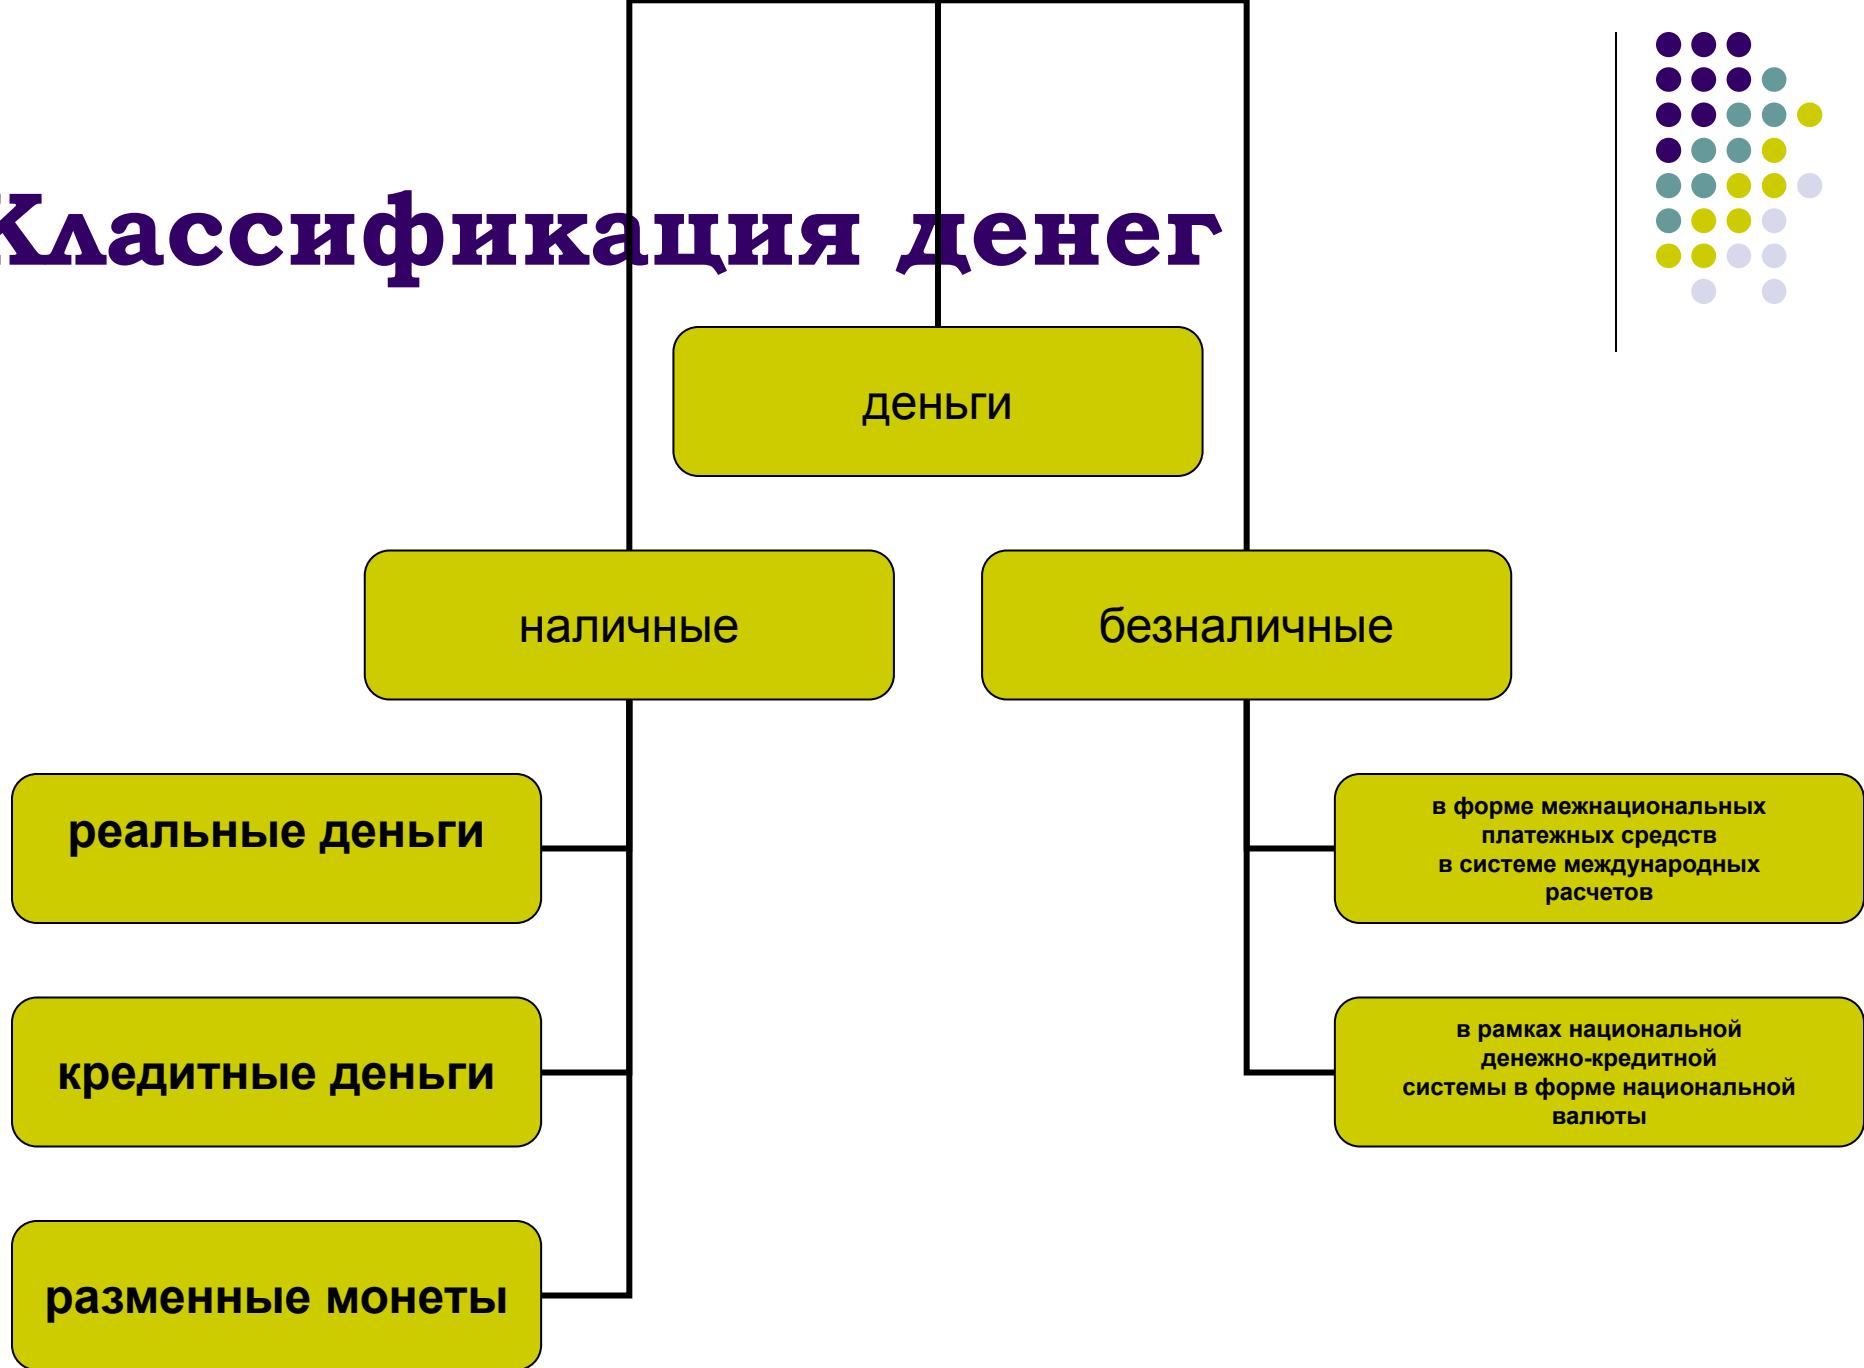 Классификация денег
деньги
наличные
безналичные
реальные деньги
кредитные деньги
разменные монеты
в форме межнациональных
платежных средств
в системе международных
расчетов
в рамках национальной
денежно-кредитной
системы в форме национальной
валюты